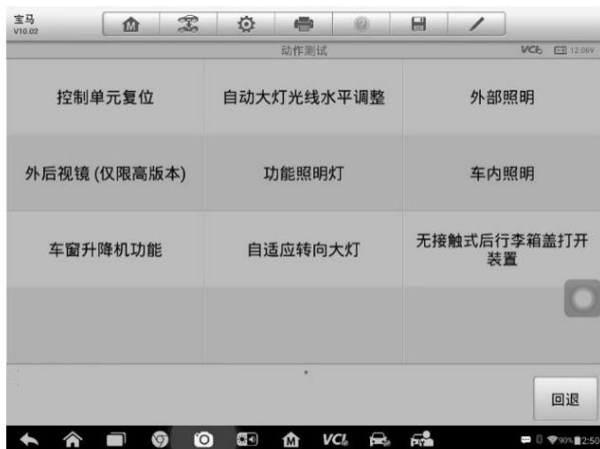 宝马
V10.02
动作测试
VCI
12.06V
控制单元复位
自动大灯光线水平调整
外部照明
外后视镜 (仅限高版本)
功能照明灯
车内照明
车窗升降机功能
自适应转向大灯
无接触式后行李箱盖打开
装置
回退
VCI
90%
2:50